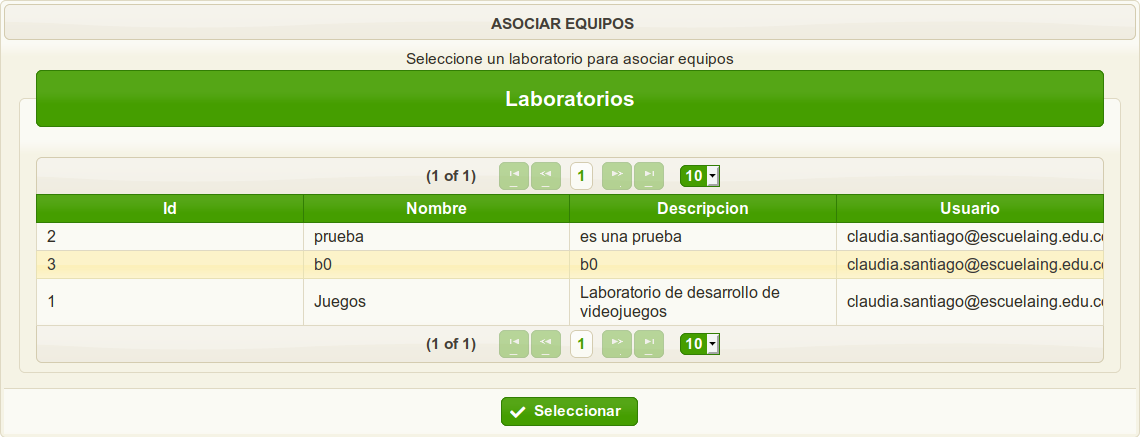 ASOCIAR EQUIPOS
Seleccione un laboratorio para asociar equipos
Laboratorios
(1 of 1) 1 10
Id Nombre Descripcion Usuario
2 prueba es una prueba claudia.santiago@escuelaing.edu.co
3 b0 b0 claudia.santiago@escuelaing.edu.co
1 Juegos Laboratorio de desarrollo de claudia.santiago@escuelaing.edu.co
videojuegos
(1 of 1) 1 10
Seleccionar